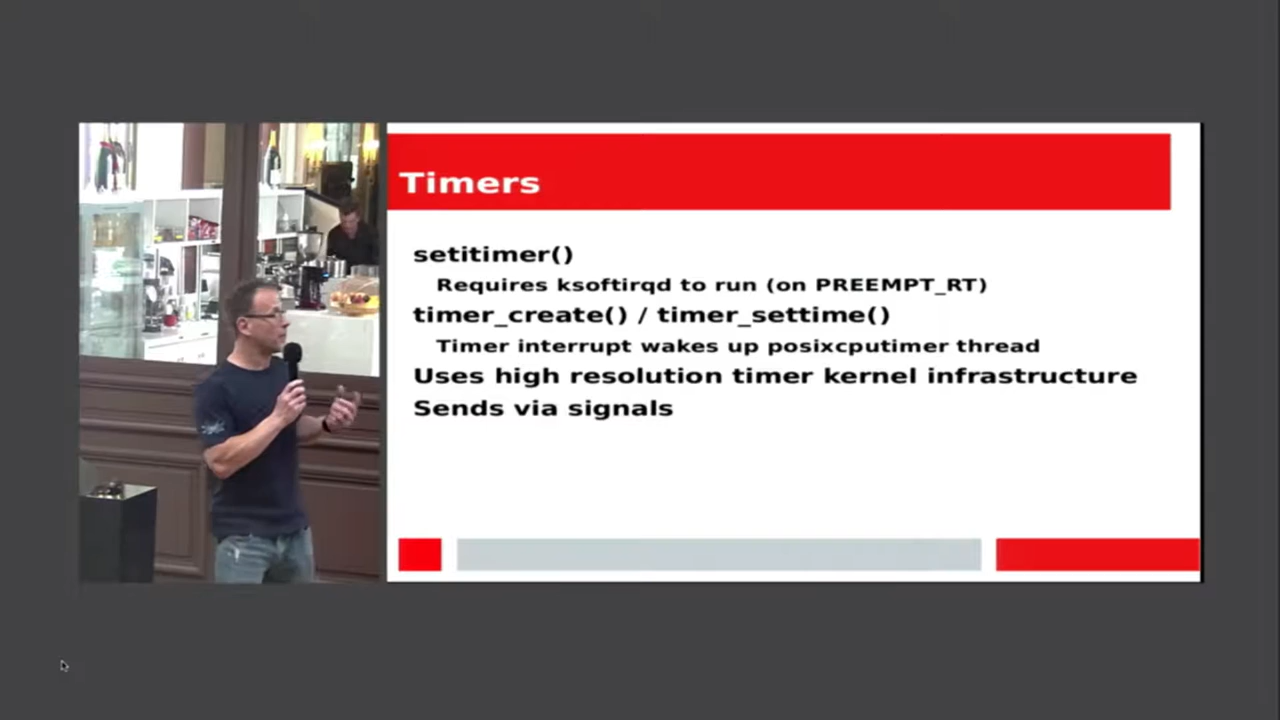 Timers
setitimer()
Requires ksoftirqd to run (on PREEMPT_RT)
timer_create() / timer_settime()
Timer interrupt wakes up posixcputimer thread
Uses high resolution timer kernel infrastructure
Sends via signals